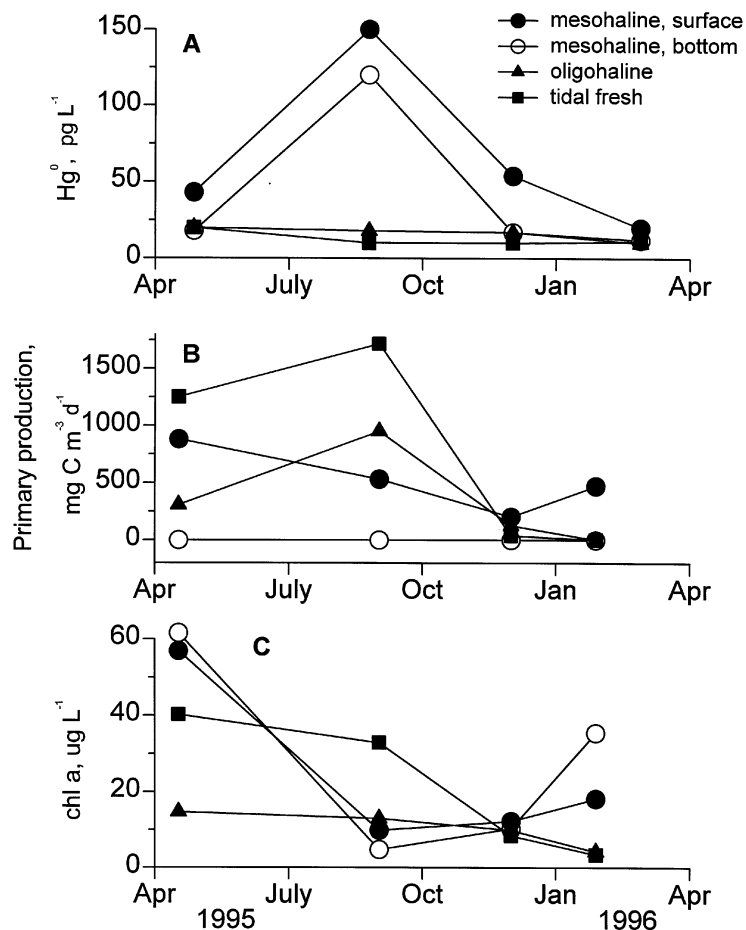 A
mesohaline, surface
mesohaline, bottom
oligohaline
tidal fresh
Hg⁰, pg L⁻¹
150
100
50
0
Apr July Oct Jan Apr
B
Primary production,
mg C m⁻³ d⁻¹
1500
1000
500
0
Apr July Oct Jan Apr
C
chl a, ug L⁻¹
60
40
20
0
Apr July Oct Jan Apr
1995 1996